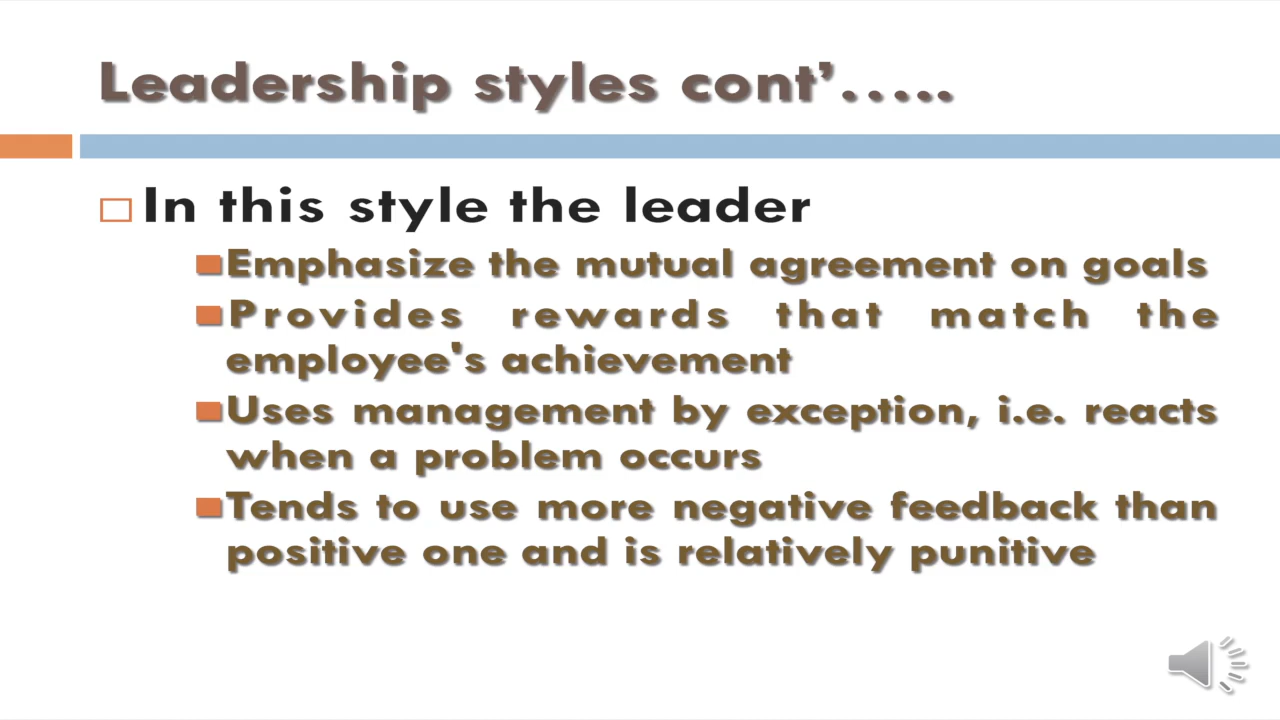 Leadership styles cont’…..
In this style the leader
Emphasize the mutual agreement on goals
Provides rewards that match the
employee's achievement
Uses management by exception, i.e. reacts
when a problem occurs
Tends to use more negative feedback than
positive one and is relatively punitive